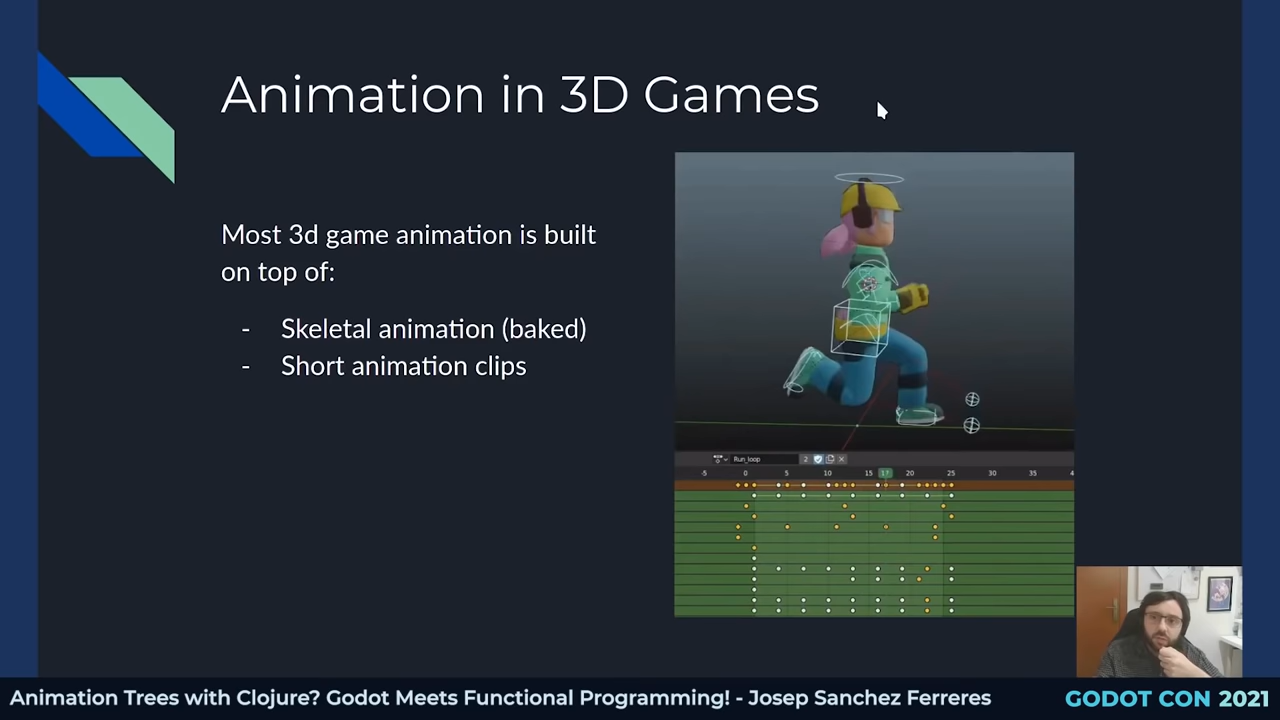 Animation in 3D Games
Most 3d game animation is built
on top of:
- Skeletal animation (baked)
- Short animation clips
Run_loop 2
-5 0 5 10 15 17 20 25 30 35 4
Animation Trees with Clojure? Godot Meets Functional Programming! - Josep Sanchez Ferreres
GODOT CON 2021